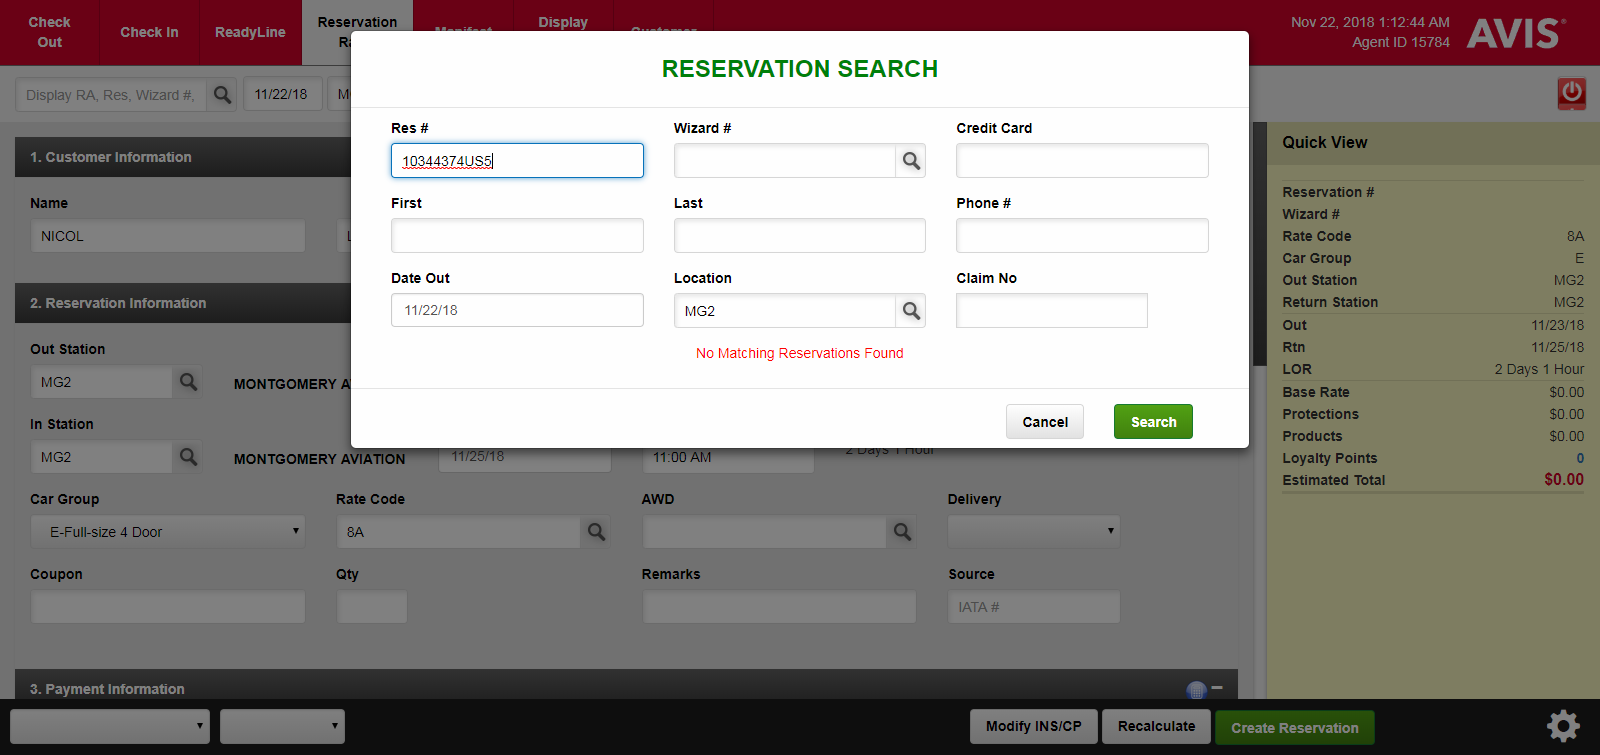 Check Out
Check In
ReadyLine
Reservation
Manifest
Display
Customer
Nov 22, 2018 1:12:44 AM
Agent ID 15784
AVIS
Display RA, Res, Wizard #,
11/22/18
RESERVATION SEARCH
Res #
Wizard #
Credit Card
10344374US5
First
Last
Phone #
Date Out
Location
Claim No
11/22/18
MG2
No Matching Reservations Found
Cancel
Search
1. Customer Information
Name
NICOL
2. Reservation Information
Out Station
MG2
MONTGOMERY A
In Station
MG2
MONTGOMERY AVIATION
11/25/18
11:00 AM
2 Days 1 Hour
Car Group
Rate Code
AWD
Delivery
E-Full-size 4 Door
8A
Coupon
Qty
Remarks
Source
IATA #
3. Payment Information
Quick View
Reservation #
Wizard #
Rate Code 8A
Car Group E
Out Station MG2
Return Station MG2
Out 11/23/18
Rtn 11/25/18
LOR 2 Days 1 Hour
Base Rate $0.00
Protections $0.00
Products $0.00
Loyalty Points 0
Estimated Total $0.00
Modify INS/CP
Recalculate
Create Reservation